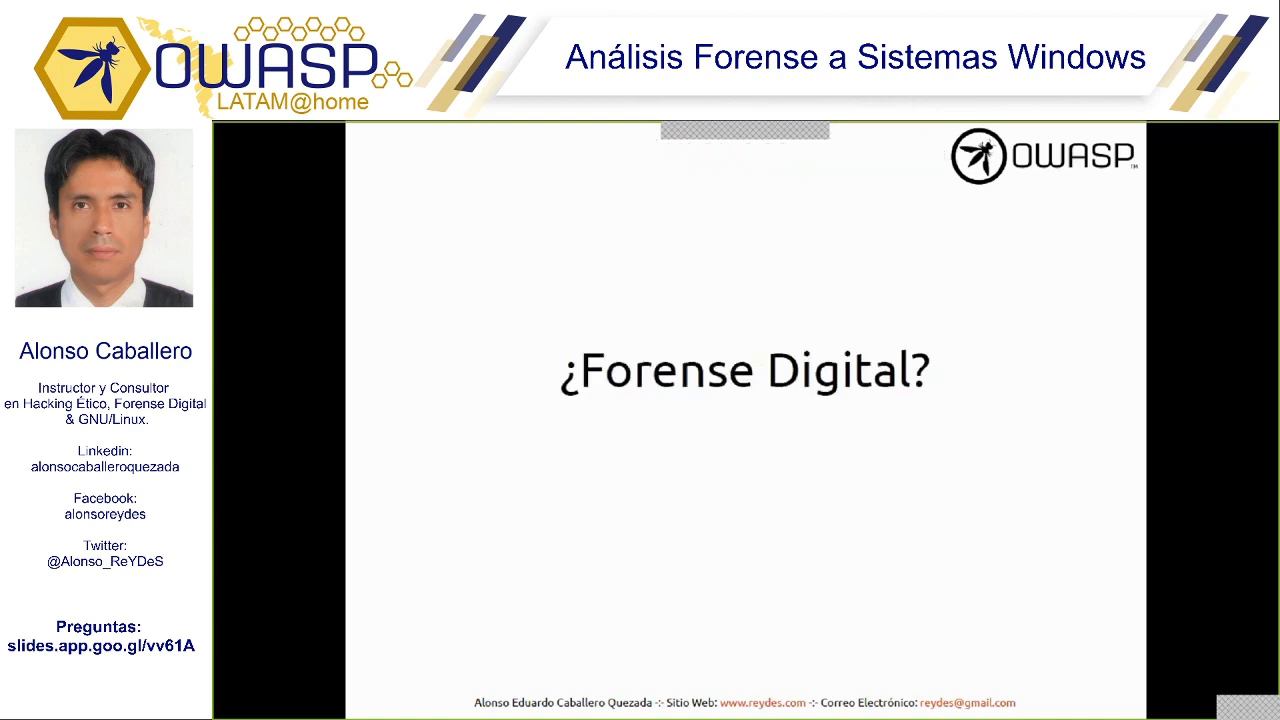 OWASP
LATAM@home
Análisis Forense a Sistemas Windows
Alonso Caballero
Instructor y Consultor
en Hacking Ético, Forense Digital
& GNU/Linux.
Linkedin:
alonsocaballeroquezada
Facebook:
alonsoreydes
Twitter:
@Alonso_ReYDeS
Preguntas:
slides.app.goo.gl/vv61A
OWASP
¿Forense Digital?
Alonso Eduardo Caballero Quezada -:- Sitio Web: www.reydes.com -:- Correo Electrónico: reydes@gmail.com